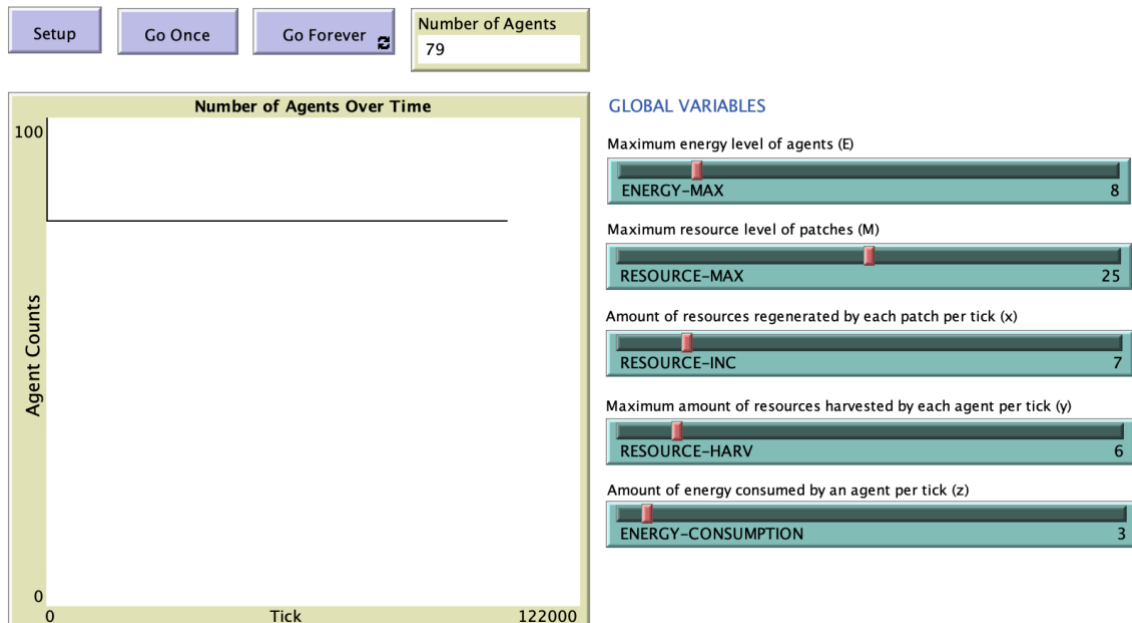 Setup
Go Once
Go Forever
Number of Agents
79
Number of Agents Over Time
100
Agent Counts
0
0
Tick
122000
GLOBAL VARIABLES
Maximum energy level of agents (E)
ENERGY-MAX 8
Maximum resource level of patches (M)
RESOURCE-MAX 25
Amount of resources regenerated by each patch per tick (x)
RESOURCE-INC 7
Maximum amount of resources harvested by each agent per tick (y)
RESOURCE-HARV 6
Amount of energy consumed by an agent per tick (z)
ENERGY-CONSUMPTION 3